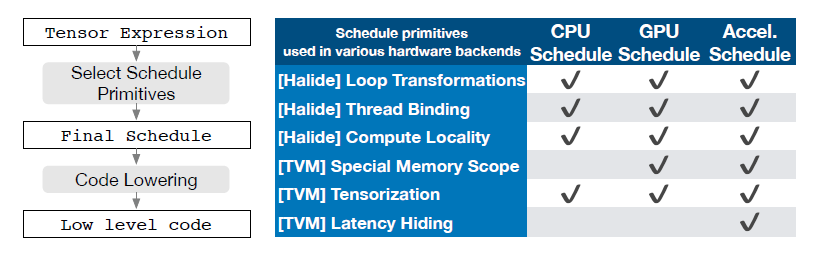 Tensor Expression
Select Schedule
Primitives
Final Schedule
Code Lowering
Low level code
Schedule primitives
used in various hardware backends
CPU
Schedule
GPU
Schedule
Accel.
Schedule
[Halide] Loop Transformations ✔ ✔ ✔
[Halide] Thread Binding ✔ ✔ ✔
[Halide] Compute Locality ✔ ✔ ✔
[TVM] Special Memory Scope ✔ ✔
[TVM] Tensorization ✔ ✔ ✔
[TVM] Latency Hiding ✔